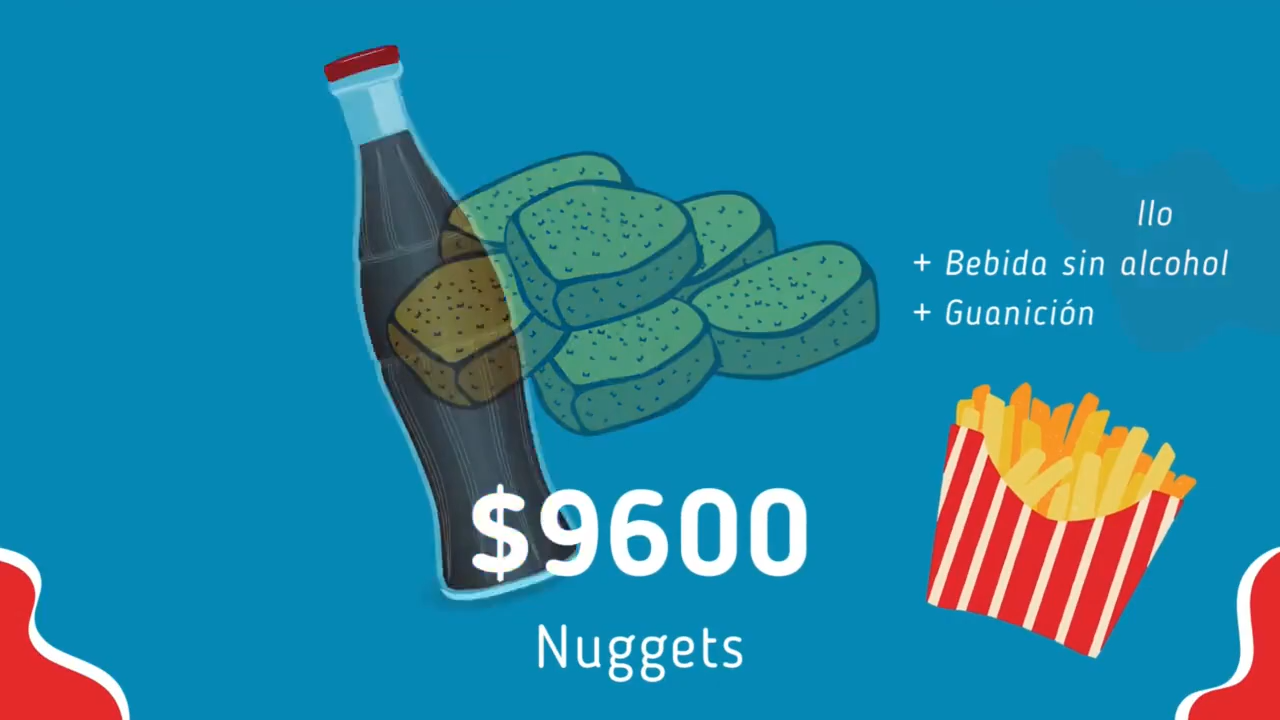 llo
+ Bebida sin alcohol
+ Guanición
$9600
Nuggets